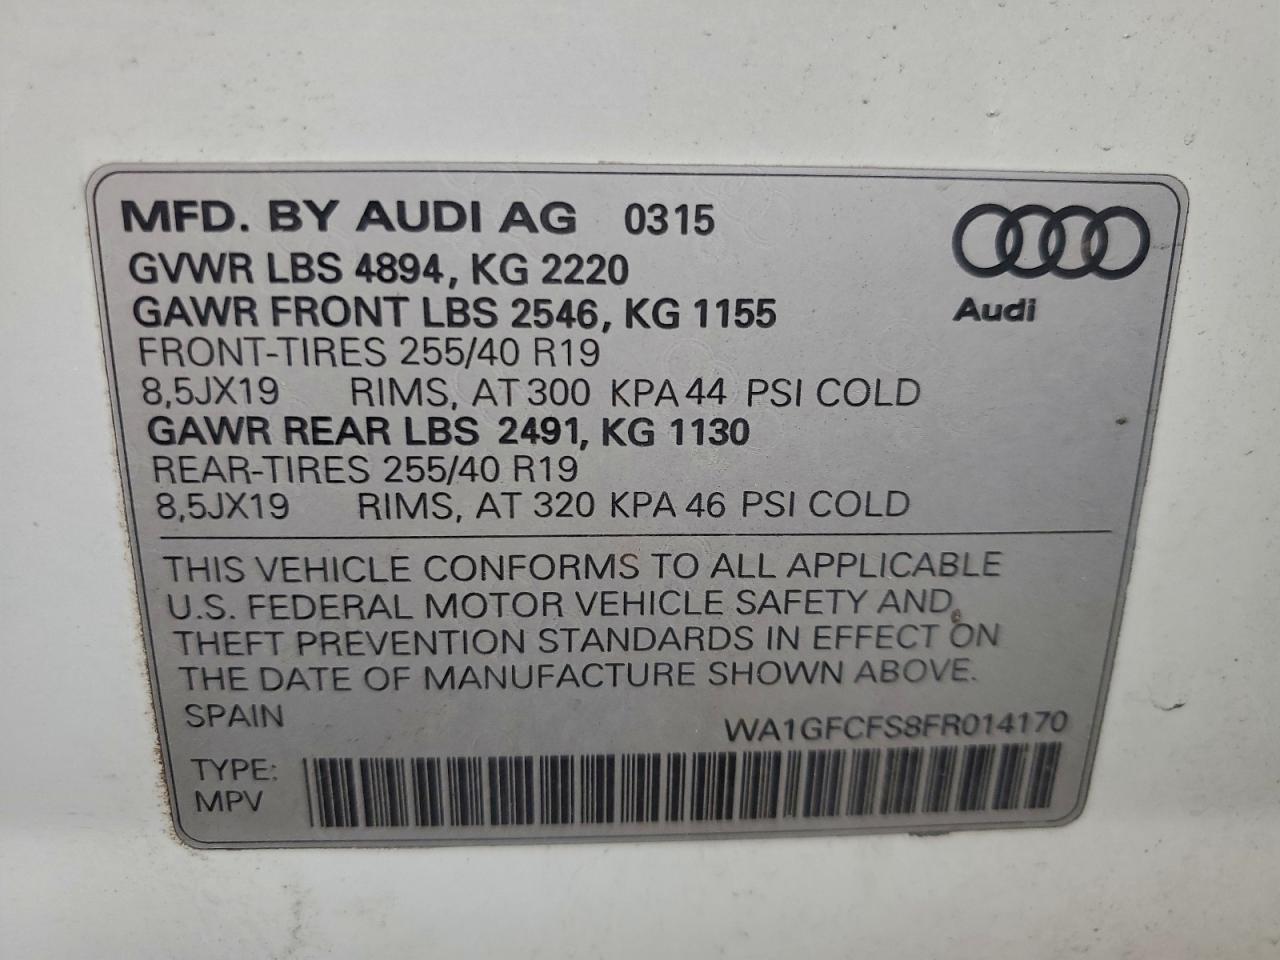 MFD. BY AUDI AG 0315
GVWR LBS 4894, KG 2220
GAWR FRONT LBS 2546, KG 1155
Audi
FRONT-TIRES 255/40 R19
8,5JX19 RIMS, AT 300 KPA 44 PSI COLD
GAWR REAR LBS 2491, KG 1130
REAR-TIRES 255/40 R19
8,5JX19 RIMS, AT 320 KPA 46 PSI COLD
THIS VEHICLE CONFORMS TO ALL APPLICABLE
U.S. FEDERAL MOTOR VEHICLE SAFETY AND
THEFT PREVENTION STANDARDS IN EFFECT ON
THE DATE OF MANUFACTURE SHOWN ABOVE.
SPAIN WA1GFCFS8FR014170
TYPE:
MPV